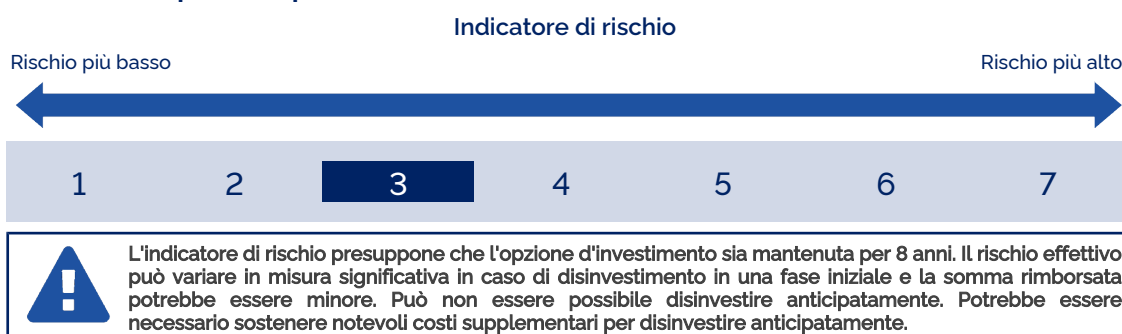 Indicatore di rischio
Rischio più basso
Rischio più alto
1 2 3 4 5 6 7
L'indicatore di rischio presuppone che l'opzione d'investimento sia mantenuta per 8 anni. Il rischio effettivo
può variare in misura significativa in caso di disinvestimento in una fase iniziale e la somma rimborsata
potrebbe essere minore. Può non essere possibile disinvestire anticipatamente. Potrebbe essere
necessario sostenere notevoli costi supplementari per disinvestire anticipatamente.